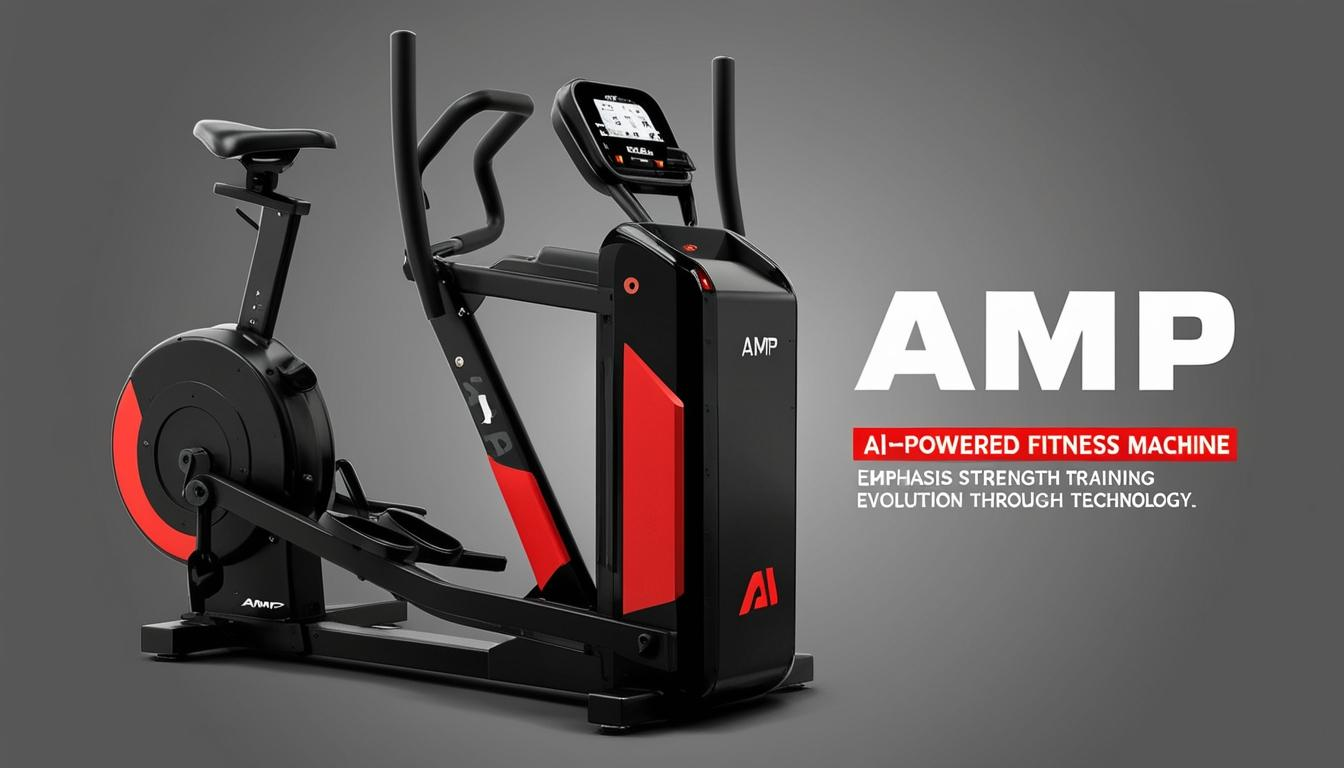 AMP
AI
AMP
AMP
AI-POWERED FITNESS MACHINE
EMPHASIS STRENGTH TRAINING
EVOLUTION THROUGH TECHNOLOGY.